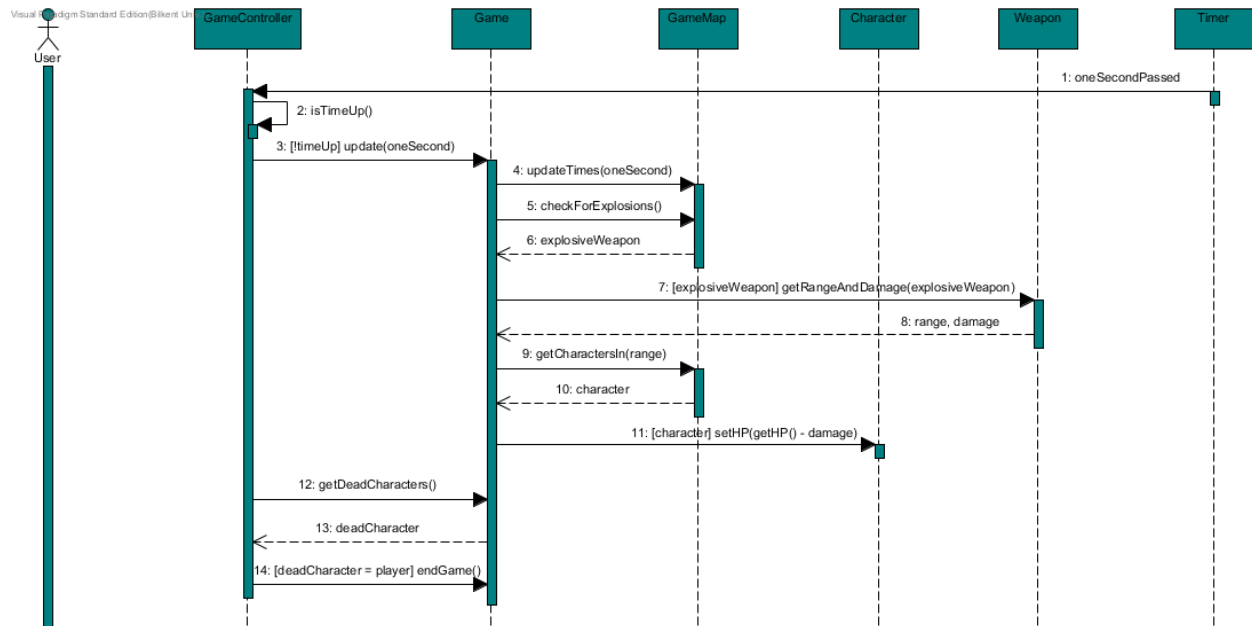 Visual Paradigm Standard Edition(Bilkent Un
User
GameController
Game
GameMap
Character
Weapon
Timer
1: oneSecondPassed
2: isTimeUp()
3: [!timeUp] update(oneSecond)
4: updateTimes(oneSecond)
5: checkForExplosions()
6: explosiveWeapon
7: [explosiveWeapon] getRangeAndDamage(explosiveWeapon)
8: range, damage
9: getCharactersIn(range)
10: character
11: [character] setHP(getHP() - damage)
12: getDeadCharacters()
13: deadCharacter
14: [deadCharacter = player] endGame()